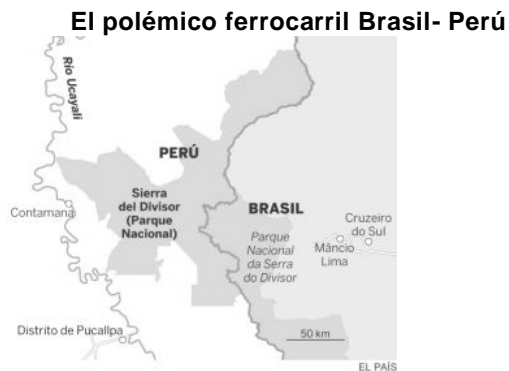 El polémico ferrocarril Brasil- Perú
Río Ucayali
PERÚ
Sierra
del Divisor
(Parque
Nacional)
Contamana
BRASIL
Parque
Nacional
da Serra
do Divisor
Cruzeiro
do Sul
Mâncio
Lima
Distrito de Pucallpa
50 km
EL PAÍS